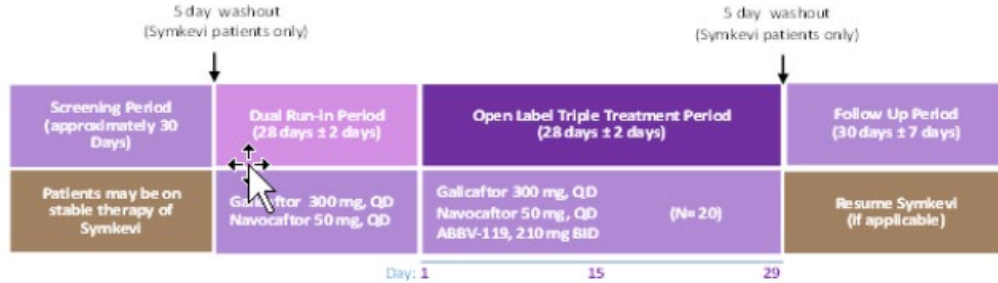 5 day washout
(Symkevi patients only)
5 day washout
(Symkevi patients only)
Screening Period
(approximately 30
Days)
Dual Run-in Period
(28 days ± 2 days)
Open Label Triple Treatment Period
(28 days ± 2 days)
Follow Up Period
(30 days ± 7 days)
Patients may be on
stable therapy of
Symkevi
300 mg, QD
Navocaftor 50 mg, QD
Galicaftor 300 mg, QD
Navocaftor 50 mg, QD (N= 20)
ABBV-119, 210 mg BID
Resume Symkevi
(If applicable)
Day: 1 15 29